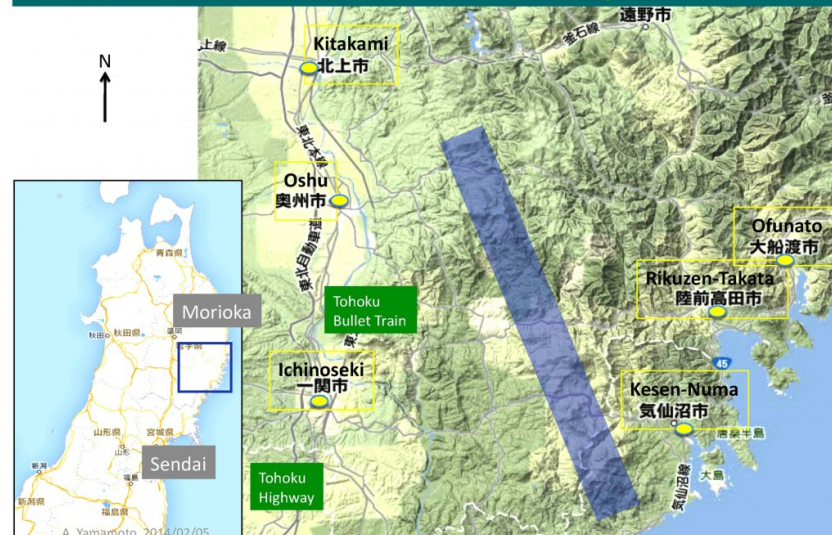 Kitakami
北上市
上線
遠野市
釜石線
N
東北本線
Oshu
奥州市
東北自動車道
Ofunato
大船渡市
Rikuzen-Takata
陸前高田市
Tohoku
Bullet Train
Ichinoseki
一関市
45
Kesen-Numa
気仙沼市
唐桑半島
大島
気仙沼線
Tohoku
Highway
青森県
Morioka
秋田県
秋田
盛岡
岩手県
山形県
山形
宮城県
Sendai
新潟
福島
新潟県
福島県
A. Yamamoto, 2014/02/05